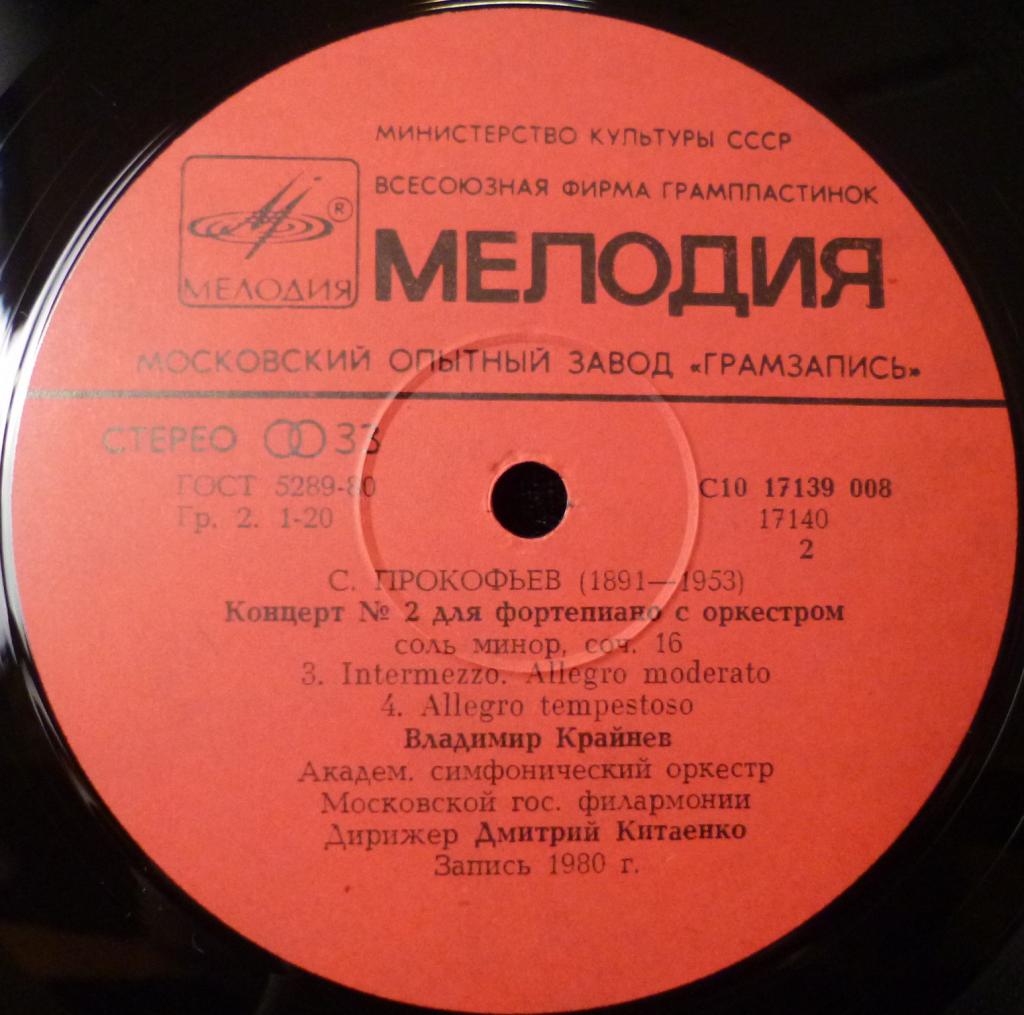 МИНИСТЕРСТВО КУЛЬТУРЫ СССР
ВСЕСОЮЗНАЯ ФИРМА ГРАМПЛАСТИНОК
®
МЕЛОДИЯ
МЕЛОДИЯ
МОСКОВСКИЙ ОПЫТНЫЙ ЗАВОД «ГРАМЗАПИСЬ»
СТЕРЕО 33
ГОСТ 5289-80
Гр. 2. 1-20
С10 17139 008
17140
2
С. ПРОКОФЬЕВ (1891—1953)
Концерт № 2 для фортепиано с оркестром
соль минор, соч. 16
3. Intermezzo. Allegro moderato
4. Allegro tempestoso
Владимир Крайнев
Академ. симфонический оркестр
Московской гос. филармонии
Дирижер Дмитрий Китаенко
Запись 1980 г.